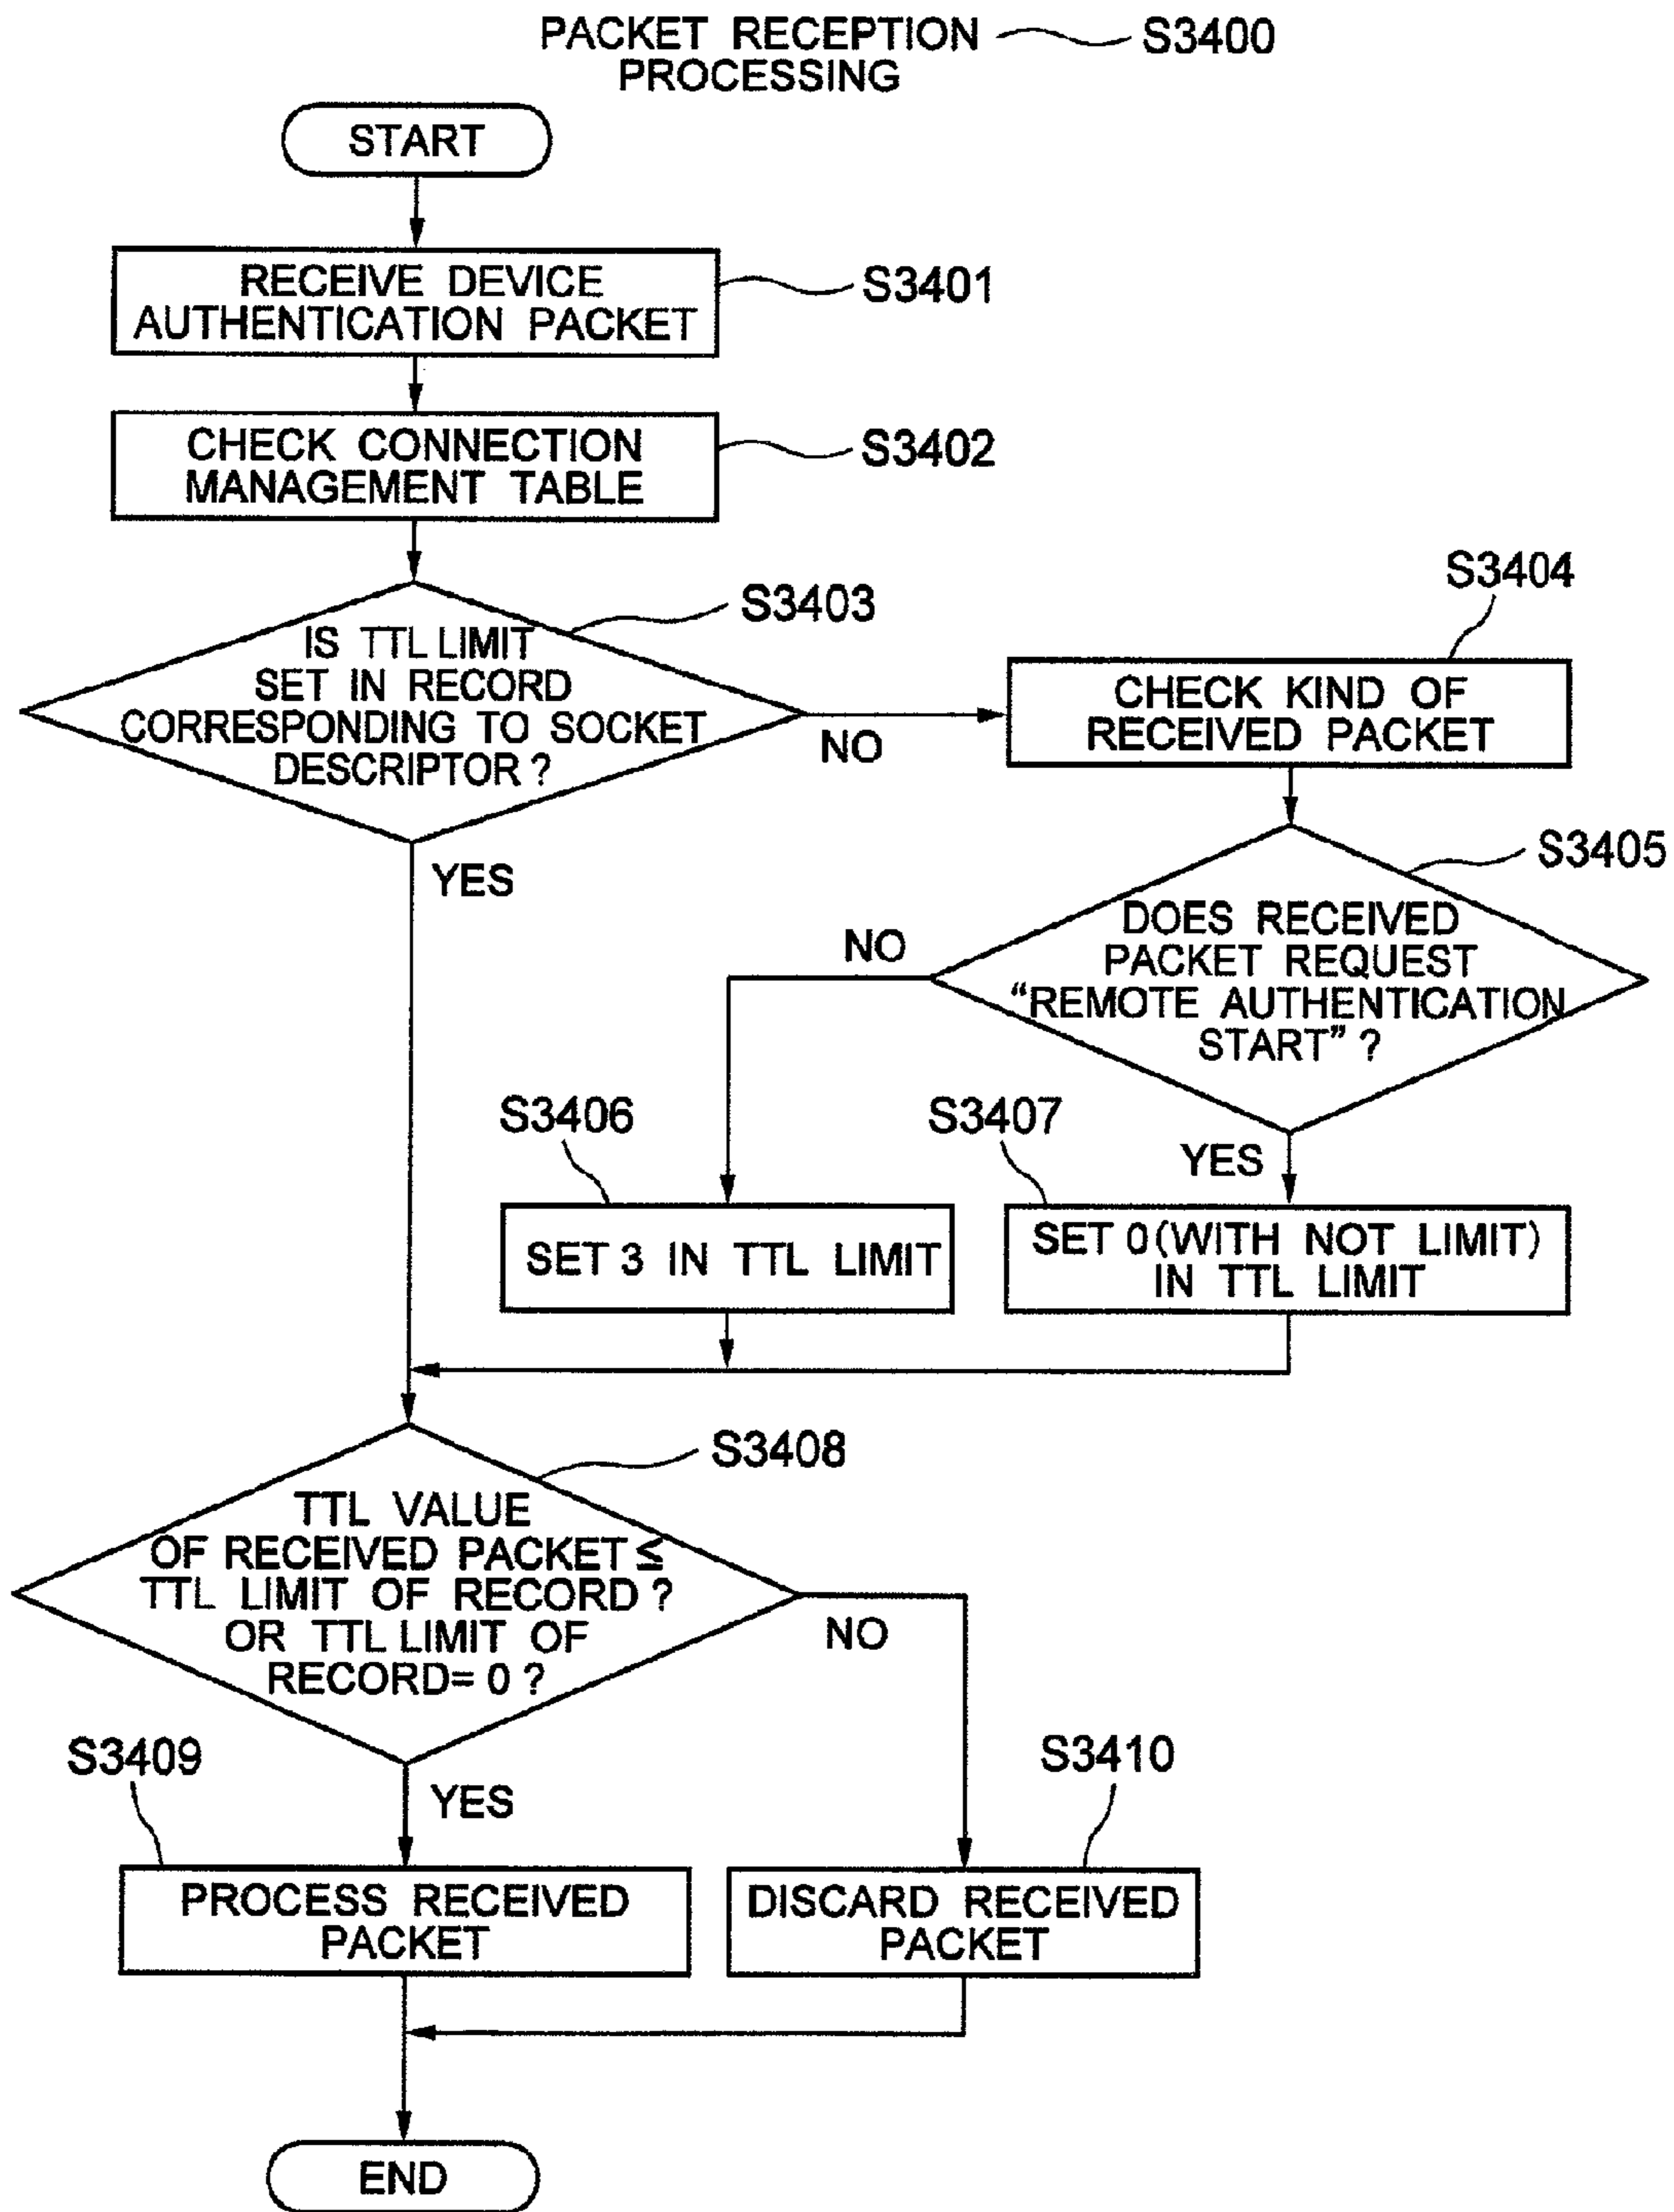 PACKET RECEPTION
PROCESSING
S3400
START
RECEIVE DEVICE
AUTHENTICATION PACKET
S3401
CHECK CONNECTION
MANAGEMENT TABLE
S3402
IS TTL LIMIT
SET IN RECORD
CORRESPONDING TO SOCKET
DESCRIPTOR ?
S3403
NO
YES
S3404
CHECK KIND OF
RECEIVED PACKET
S3405
DOES RECEIVED
PACKET REQUEST
“REMOTE AUTHENTICATION
START” ?
NO
YES
S3406
SET 3 IN TTL LIMIT
S3407
SET 0 (WITH NOT LIMIT)
IN TTL LIMIT
S3408
TTL VALUE
OF RECEIVED PACKET ≤
TTL LIMIT OF RECORD ?
OR TTL LIMIT OF
RECORD= 0 ?
NO
YES
S3409
PROCESS RECEIVED
PACKET
S3410
DISCARD RECEIVED
PACKET
END